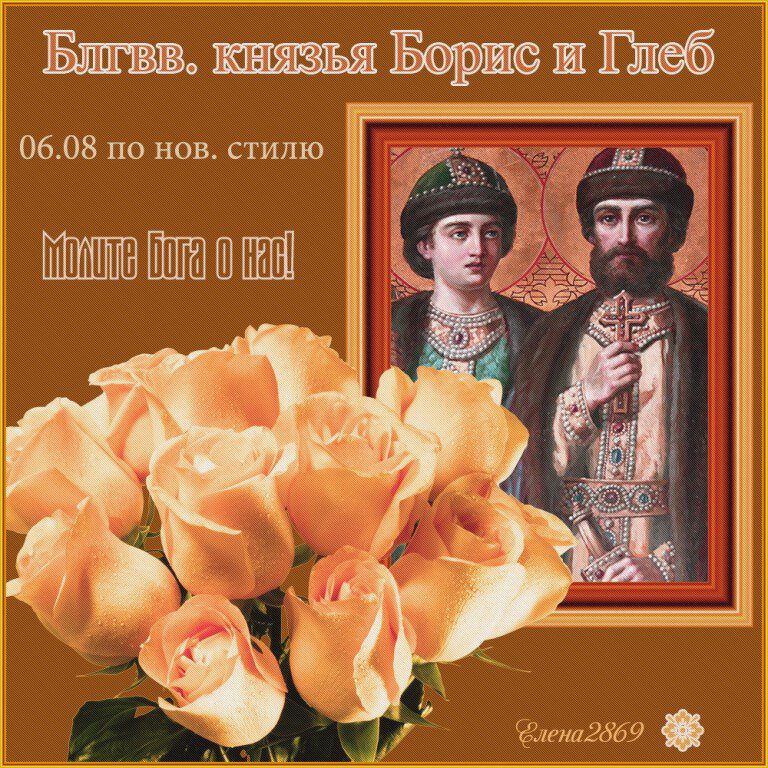 Блгвв. князья Борис и Глеб
06.08 по нов. стилю
Молите Бога о нас!
Елена2869